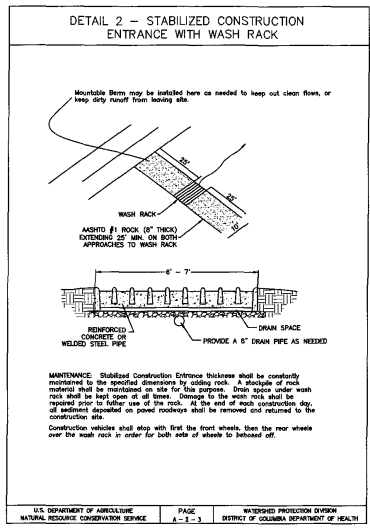 DETAIL 2 – STABILIZED CONSTRUCTION
ENTRANCE WITH WASH RACK
Mountable Berm may be installed here as needed to keep out clean flows, or
keep dirty runoff from leaving site.
25'
25'
10'
WASH RACK
AASHTO #1 ROCK (8" THICK)
EXTENDING 25' MIN. ON BOTH
APPROACHES TO WASH RACK
6' - 7'
REINFORCED
CONCRETE OR
WELDED STEEL PIPE
DRAIN SPACE
PROVIDE A 6" DRAIN PIPE AS NEEDED
MAINTENANCE: Stabilized Construction Entrance thickness shall be constantly
maintained to the specified dimensions by adding rock. A stockpile of rock
material shall be maintained on site for this purpose. Drain space under wash
rack shall be kept open at all times. Damage to the wash rack shall be
repaired prior to futher use of the rack. At the end of each construction day,
all sediment deposited on paved roadways shall be removed and returned to the
construction site.
Construction vehicles shall stop with first the front wheels, then the rear wheels
over the wash rack in order for both sets of wheels to behosed off.
U.S. DEPARTMENT OF AGRICULTURE
NATURAL RESOURCE CONSERVATION SERVICE
PAGE
A - 2 - 3
WATERSHED PROTECTION DIVISION
DISTRICT OF COLUMBIA DEPARTMENT OF HEALTH